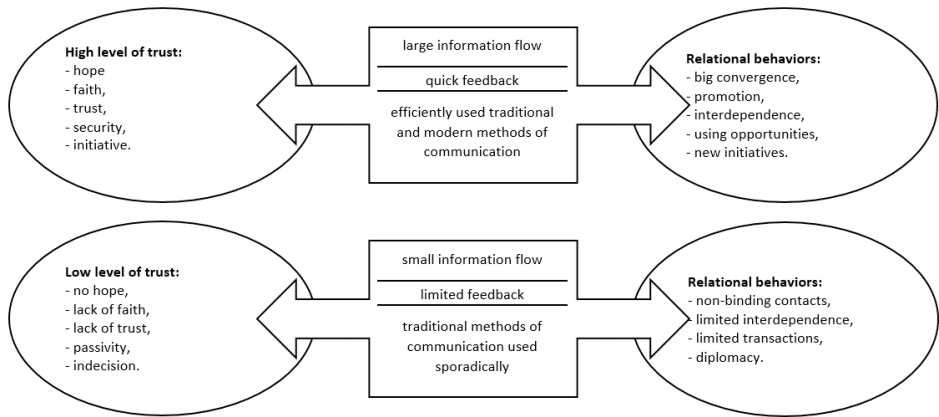 High level of trust:
- hope
- faith,
- trust,
- security,
- initiative.
large information flow
quick feedback
efficiently used traditional
and modern methods of
communication
Relational behaviors:
- big convergence,
- promotion,
- interdependence,
- using opportunities,
- new initiatives.
Low level of trust:
- no hope,
- lack of faith,
- lack of trust,
- passivity,
- indecision.
small information flow
limited feedback
traditional methods of
communication used
sporadically
Relational behaviors:
- non-binding contacts,
- limited interdependence,
- limited transactions,
- diplomacy.